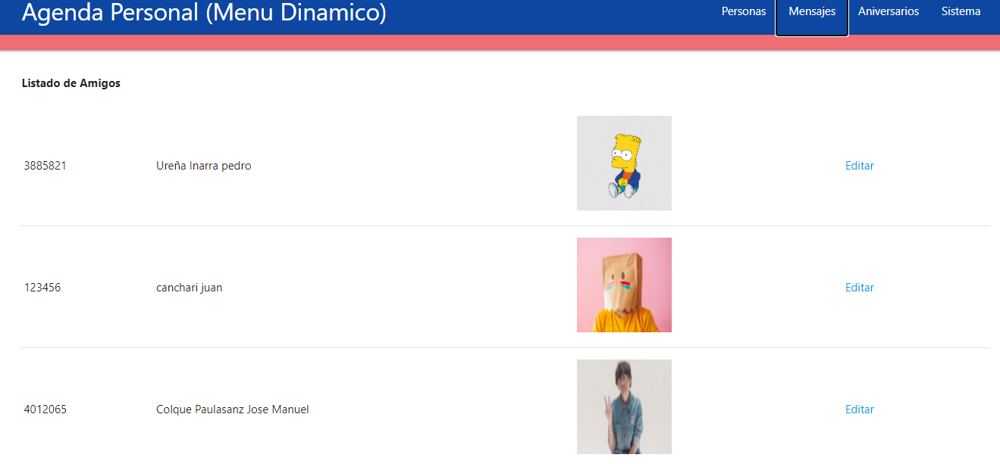 Agenda Personal (Menu Dinamico)
Personas Mensajes Aniversarios Sistema
Listado de Amigos
3885821 Ureña Inarra pedro Editar
123456 canchari juan Editar
4012065 Colque Paulasanz Jose Manuel Editar